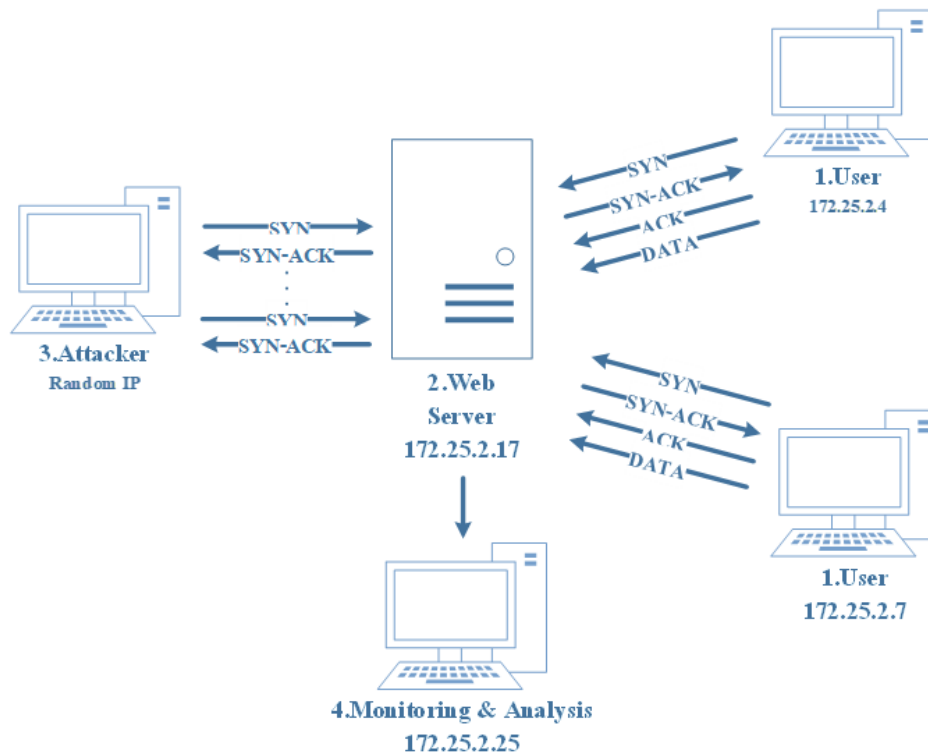 SYN
SYN-ACK
ACK
DATA
1.User
172.25.2.4
SYN
SYN-ACK
.
.
.
SYN
SYN-ACK
3.Attacker
Random IP
2.Web
Server
172.25.2.17
SYN
SYN-ACK
ACK
DATA
1.User
172.25.2.7
4.Monitoring & Analysis
172.25.2.25